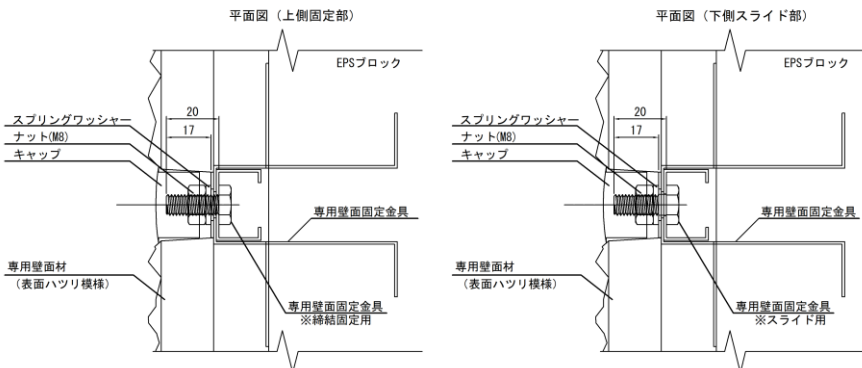 平面図（上側固定部）
EPSブロック
20
17
スプリングワッシャー
ナット(M8)
キャップ
専用壁面固定金具
専用壁面材
（表面ハツリ模様）
専用壁面固定金具
※締結固定用
平面図（下側スライド部）
EPSブロック
20
17
スプリングワッシャー
ナット(M8)
キャップ
専用壁面固定金具
専用壁面材
（表面ハツリ模様）
専用壁面固定金具
※スライド用